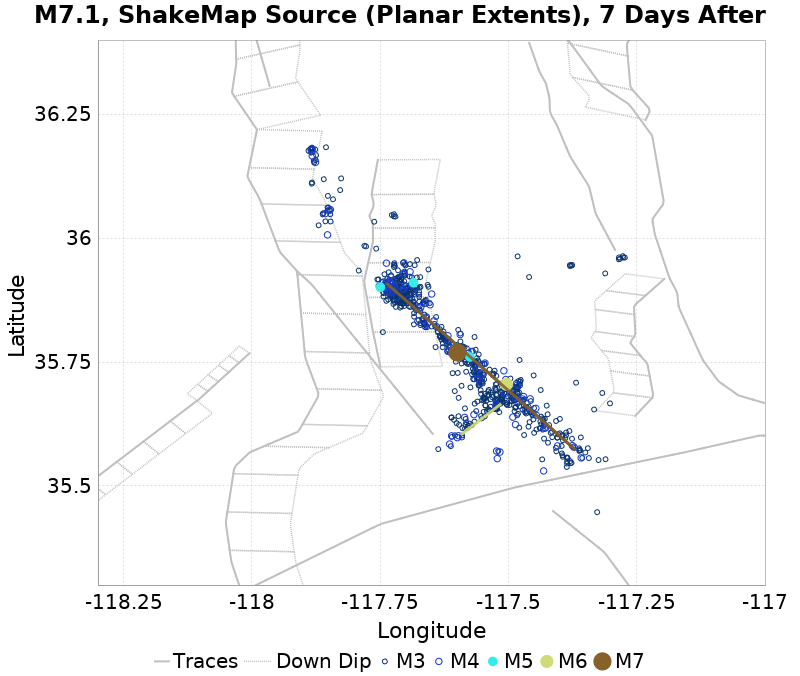 M7.1, ShakeMap Source (Planar Extents), 7 Days After
36.25
36
35.75
35.5
Latitude
-118.25 -118 -117.75 -117.5 -117.25 -117
Longitude
Traces Down Dip M3 M4 M5 M6 M7